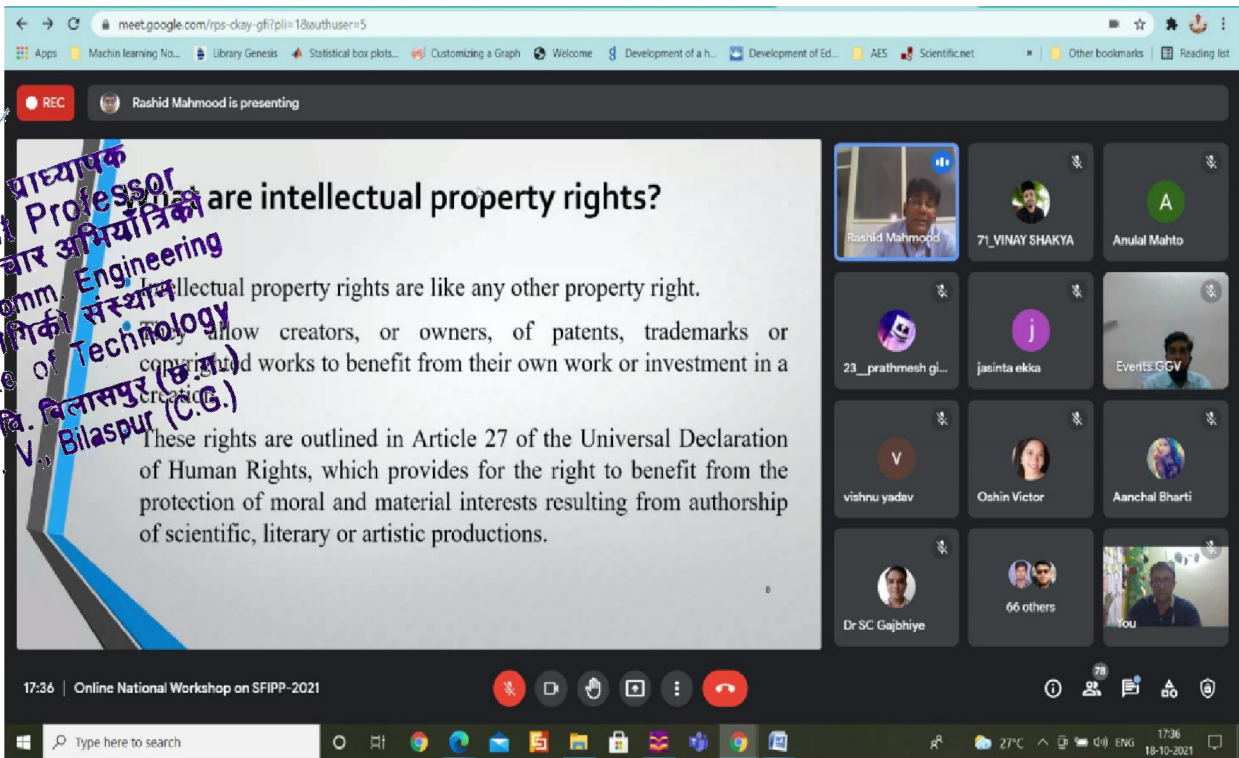 meet.google.com/rps-ckay-gfi?pli=1&authuser=5
Apps Machin learning No... Library Genesis Statistical box plots... Customizing a Graph Welcome Development of a h... Development of Ed... AES Scientific.net » Other bookmarks Reading list
REC Rashid Mahmood is presenting
प्राध्यापक
Professor
अभियांत्रिकी
Engineering
संस्थान
of Technology
बिलासपुर (छ.ग.)
V., Bilaspur (C.G.)
What are intellectual property rights?
Intellectual property rights are like any other property right.
They allow creators, or owners, of patents, trademarks or
copyrighted works to benefit from their own work or investment in a
creation.
These rights are outlined in Article 27 of the Universal Declaration
of Human Rights, which provides for the right to benefit from the
protection of moral and material interests resulting from authorship
of scientific, literary or artistic productions.
8
Rashid Mahmood
71_VINAY SHAKYA
A
Anulal Mahto
23__prathmesh gi...
j
jasinta ekka
Events GGV
V
vishnu yadav
Oshin Victor
Aanchal Bharti
Dr SC Gajbhiye
66 others
You
17:36 | Online National Workshop on SFIPP-2021
78
Type here to search
27°C ENG 17:36
18-10-2021